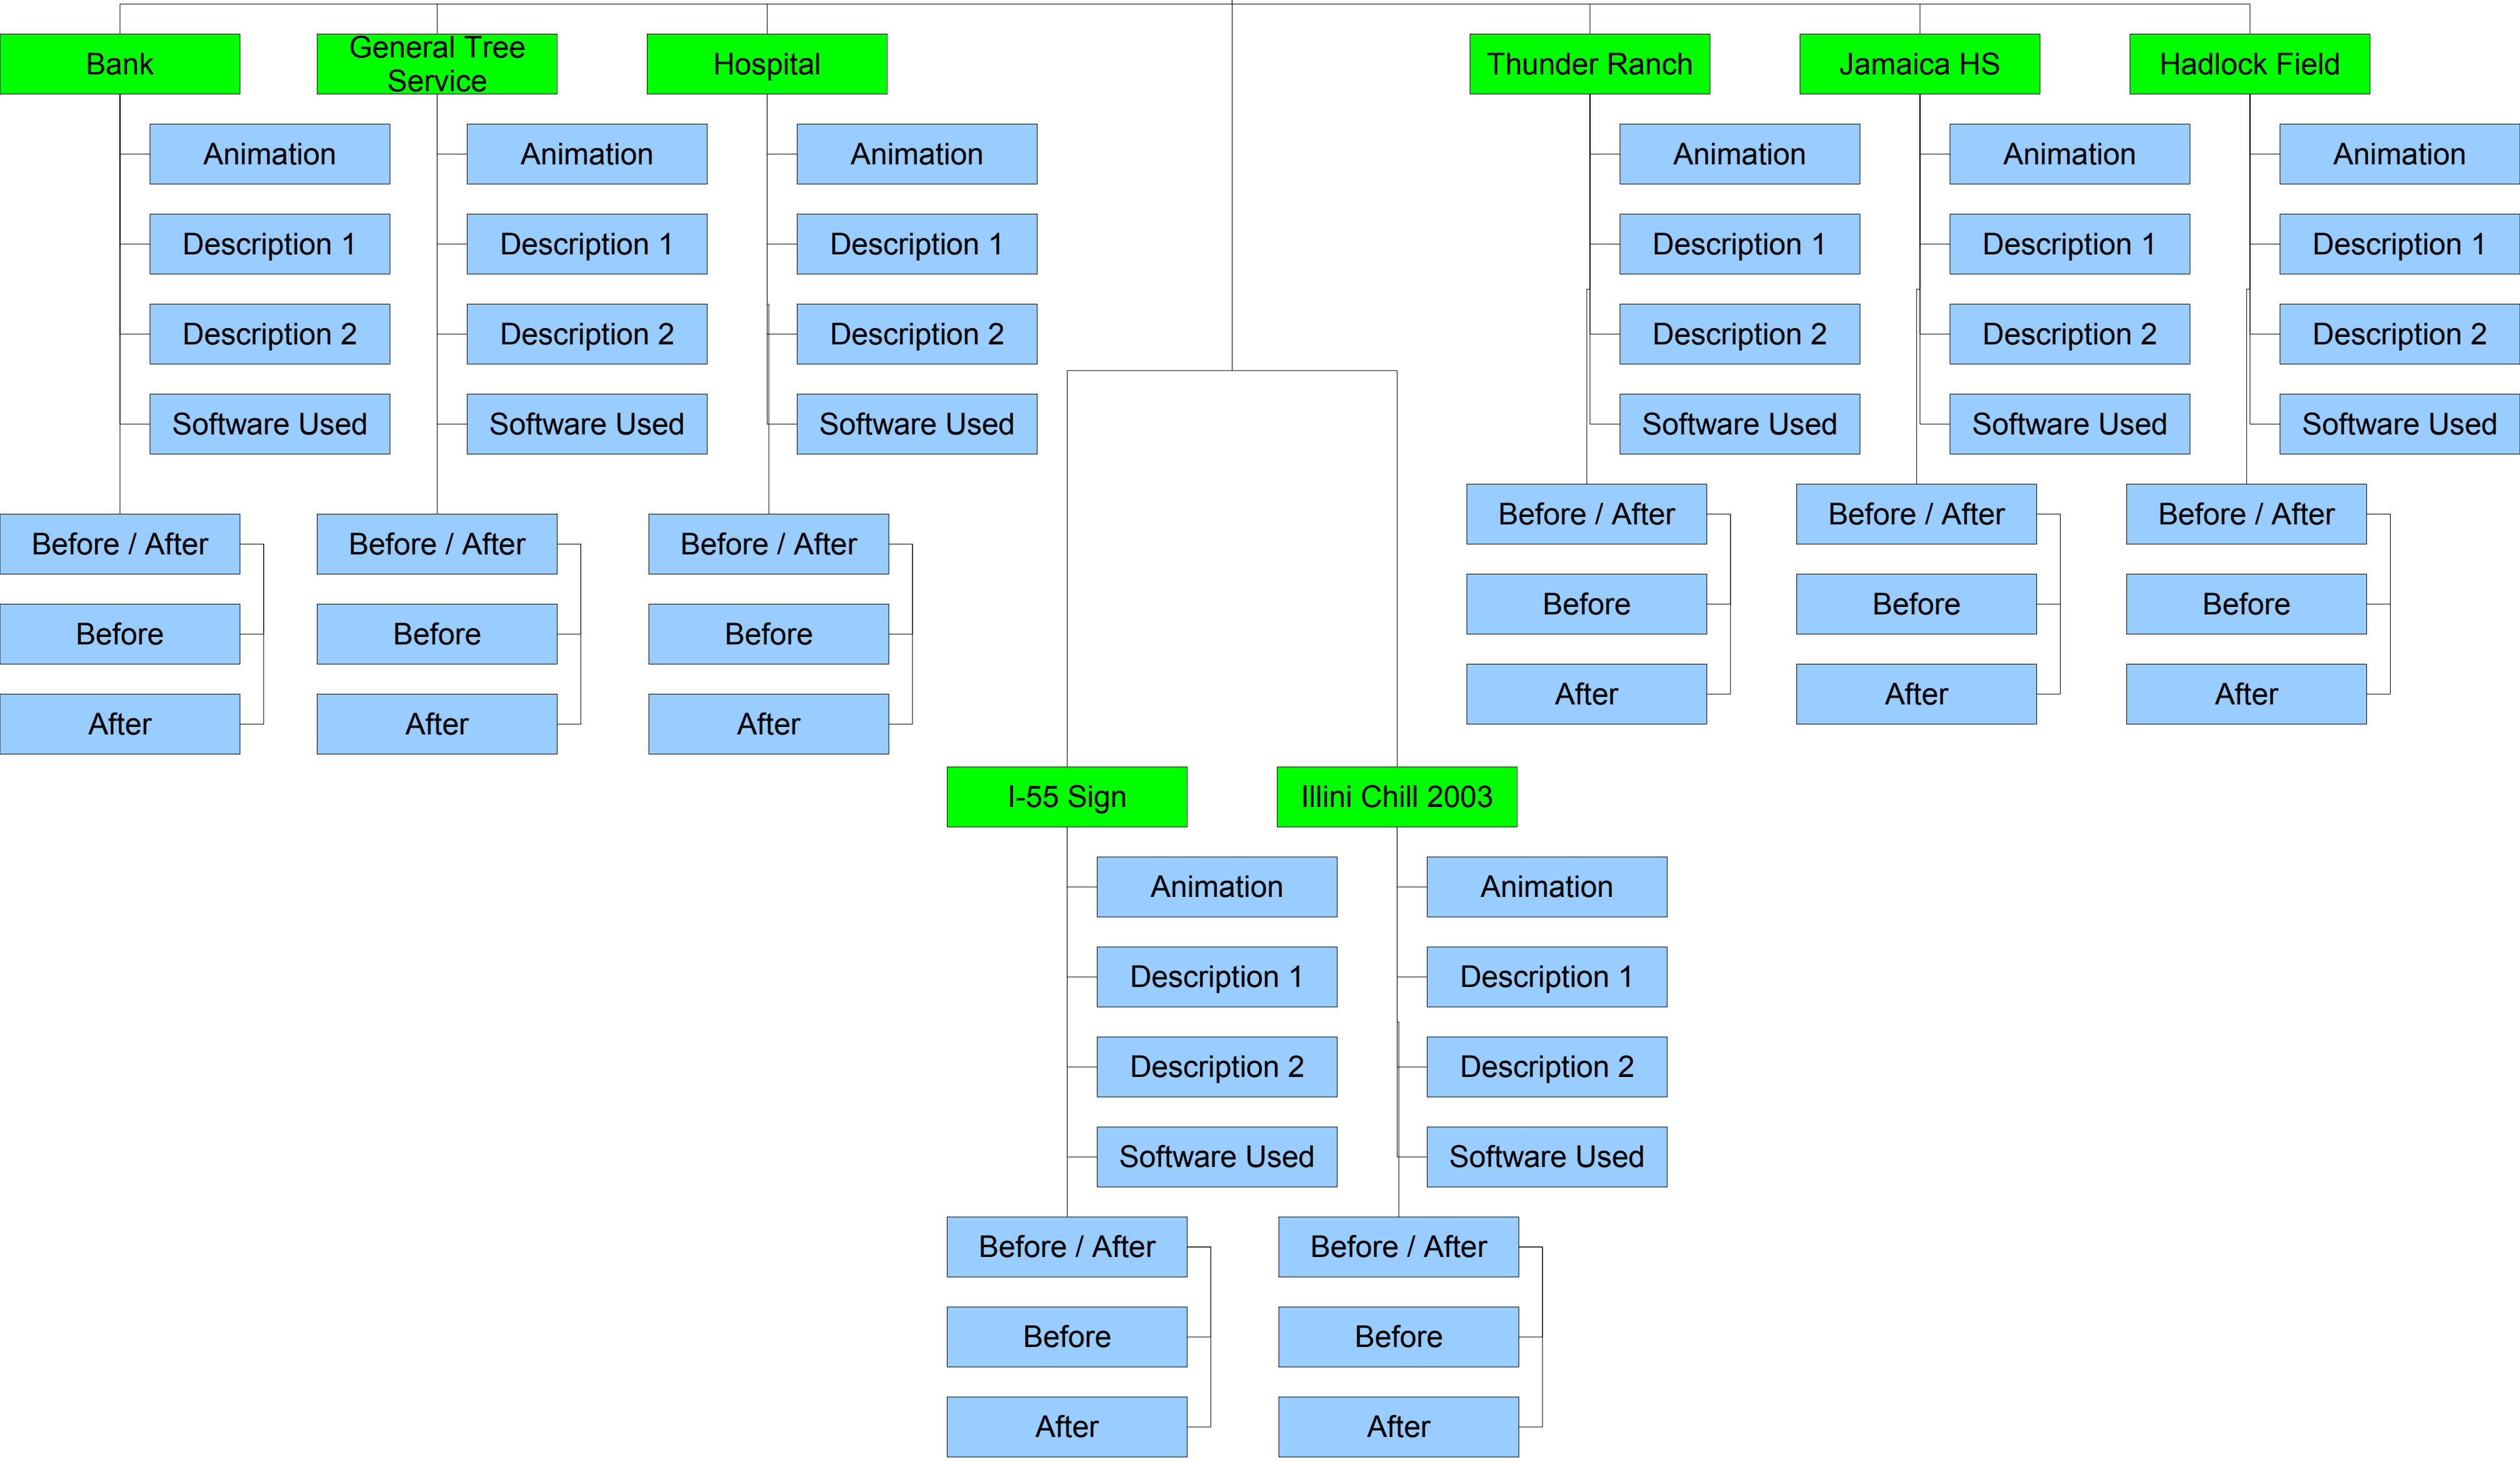 Bank
General Tree
Service
Hospital
Thunder Ranch
Jamaica HS
Hadlock Field
Animation
Animation
Animation
Animation
Animation
Animation
Description 1
Description 1
Description 1
Description 1
Description 1
Description 1
Description 2
Description 2
Description 2
Description 2
Description 2
Description 2
Software Used
Software Used
Software Used
Software Used
Software Used
Software Used
Before / After
Before / After
Before / After
Before / After
Before / After
Before / After
Before
Before
Before
Before
Before
Before
After
After
After
After
After
After
I-55 Sign
Illini Chill 2003
Animation
Animation
Description 1
Description 1
Description 2
Description 2
Software Used
Software Used
Before / After
Before / After
Before
Before
After
After